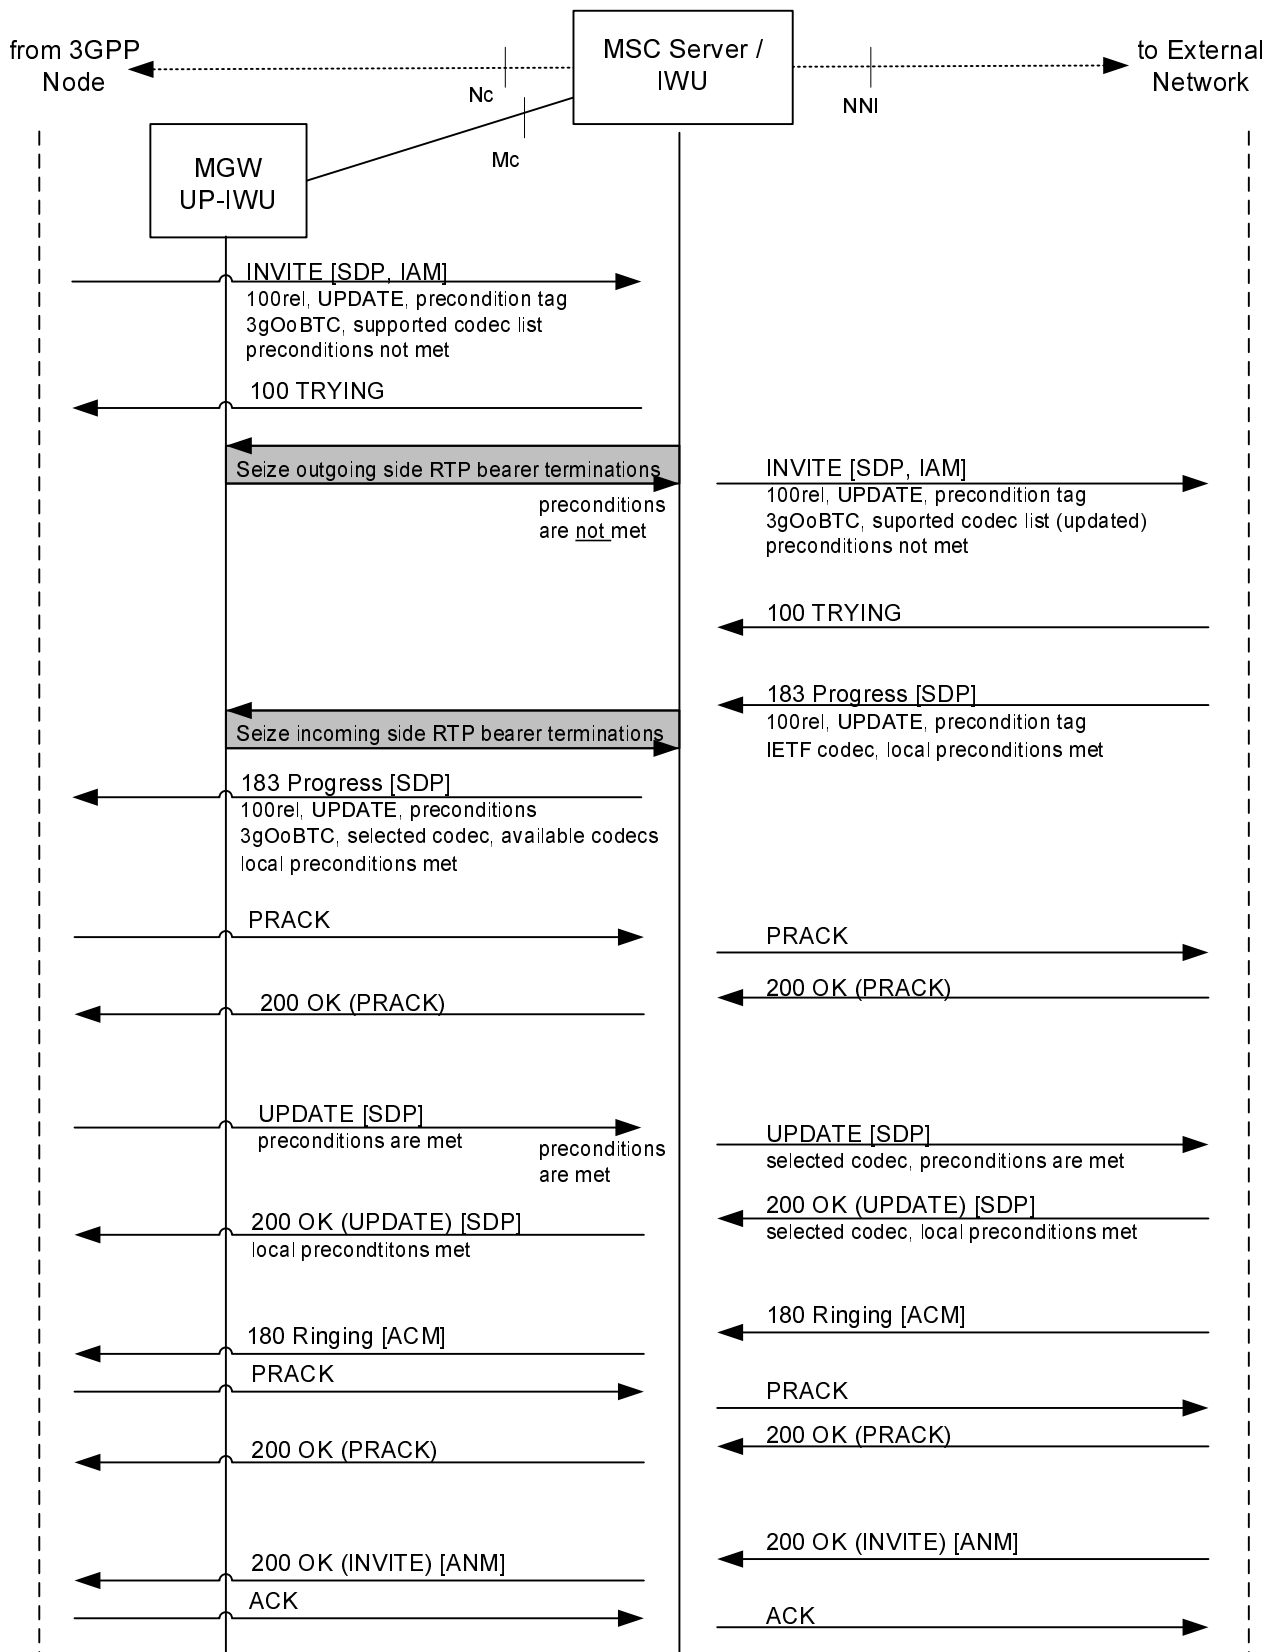 from 3GPP
Node
MSC Server /
IWU
to External
Network
Nc
NNI
Mc
MGW
UP-IWU
INVITE [SDP, IAM]
100rel, UPDATE, precondition tag
3gOoBTC, supported codec list
preconditions not met
100 TRYING
Seize outgoing side RTP bearer terminations
preconditions
are not met
INVITE [SDP, IAM]
100rel, UPDATE, precondition tag
3gOoBTC, suported codec list (updated)
preconditions not met
100 TRYING
183 Progress [SDP]
100rel, UPDATE, precondition tag
IETF codec, local preconditions met
Seize incoming side RTP bearer terminations
183 Progress [SDP]
100rel, UPDATE, preconditions
3gOoBTC, selected codec, available codecs
local preconditions met
PRACK
PRACK
200 OK (PRACK)
200 OK (PRACK)
UPDATE [SDP]
preconditions are met
preconditions
are met
UPDATE [SDP]
selected codec, preconditions are met
200 OK (UPDATE) [SDP]
selected codec, local preconditions met
200 OK (UPDATE) [SDP]
local precondtitons met
180 Ringing [ACM]
180 Ringing [ACM]
PRACK
PRACK
200 OK (PRACK)
200 OK (PRACK)
200 OK (INVITE) [ANM]
200 OK (INVITE) [ANM]
ACK
ACK